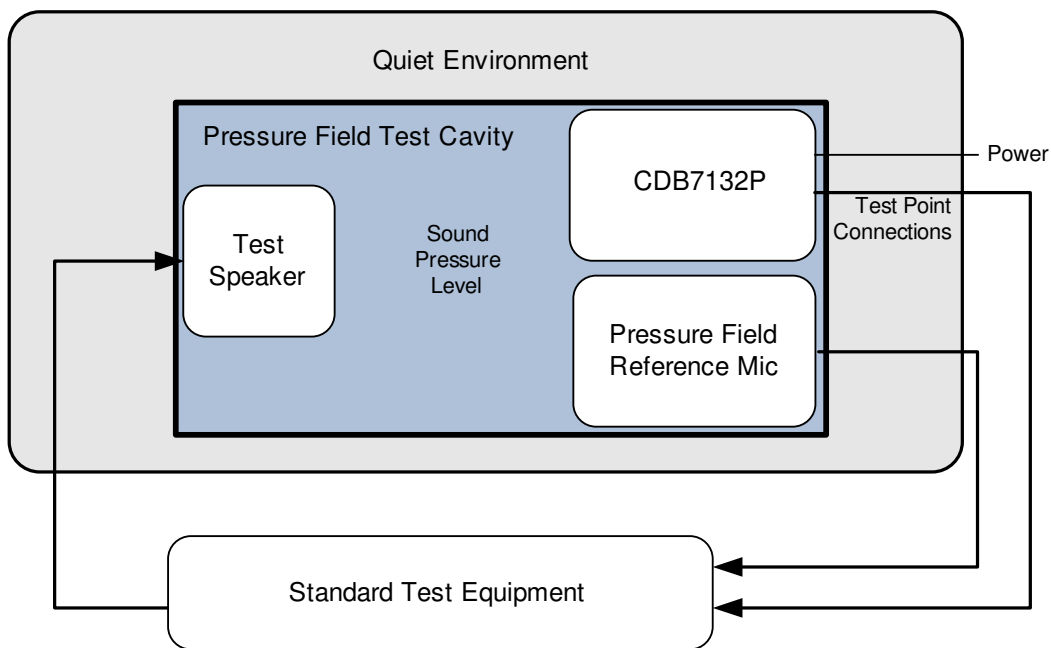 Quiet Environment
Pressure Field Test Cavity
CDB7132P
Power
Test Point
Connections
Test
Speaker
Sound
Pressure
Level
Pressure Field
Reference Mic
Standard Test Equipment